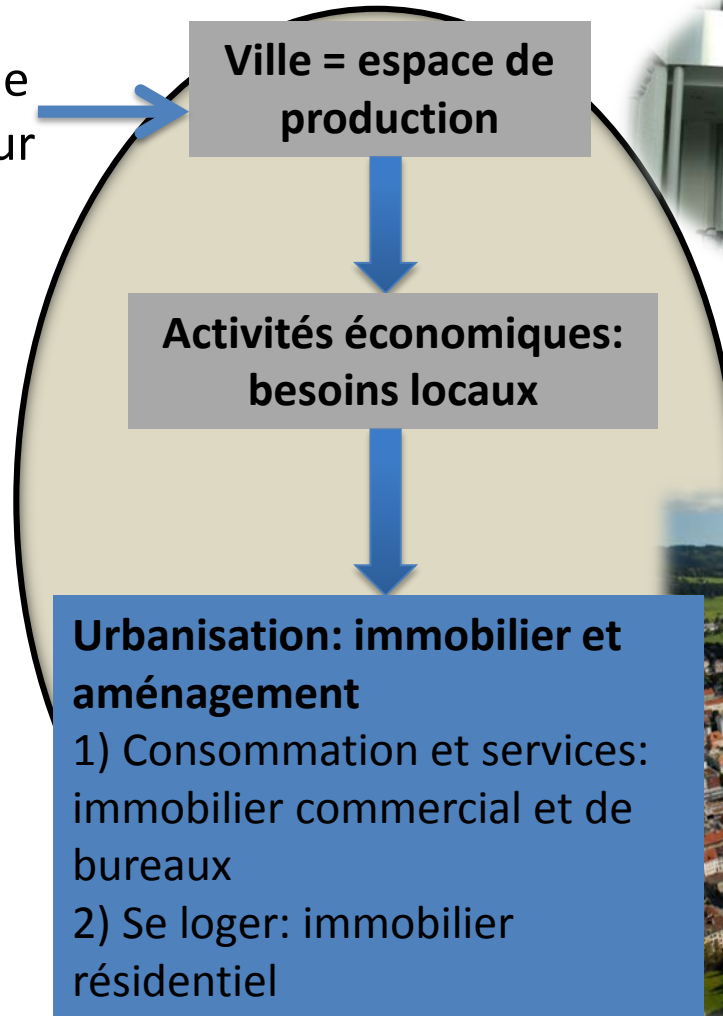 Ville = espace de
production
Activités économiques:
besoins locaux
Urbanisation: immobilier et
aménagement
1) Consommation et services:
immobilier commercial et de
bureaux
2) Se loger: immobilier
résidentiel